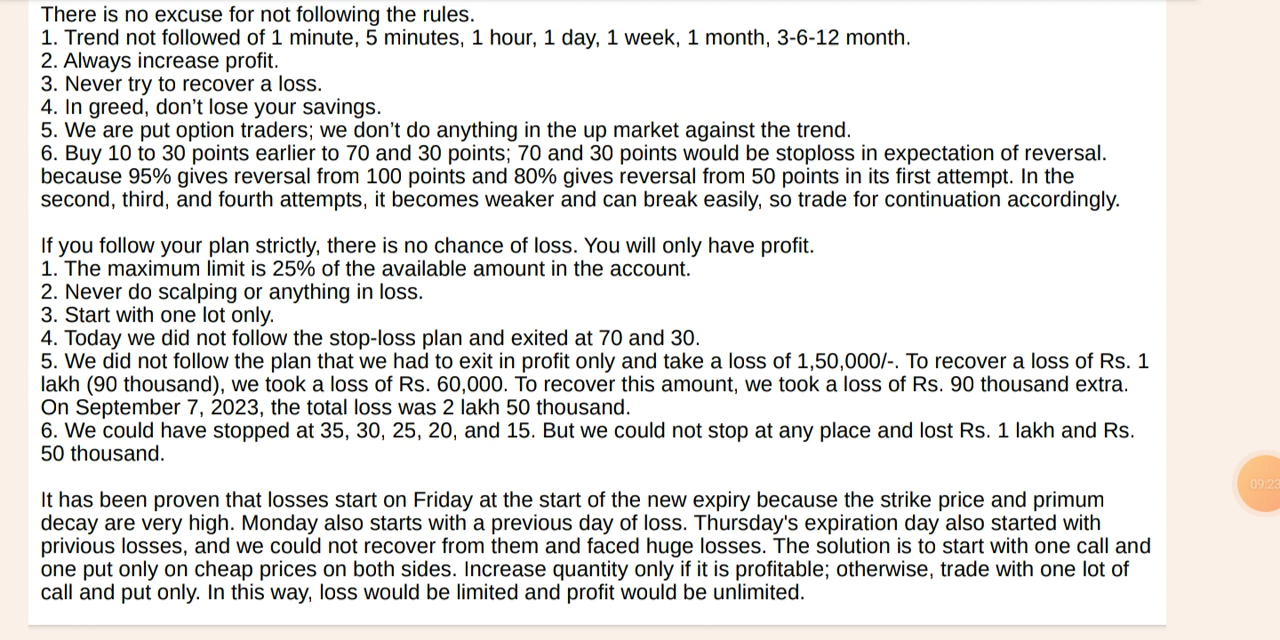 There is no excuse for not following the rules.
1. Trend not followed of 1 minute, 5 minutes, 1 hour, 1 day, 1 week, 1 month, 3-6-12 month.
2. Always increase profit.
3. Never try to recover a loss.
4. In greed, don’t lose your savings.
5. We are put option traders; we don’t do anything in the up market against the trend.
6. Buy 10 to 30 points earlier to 70 and 30 points; 70 and 30 points would be stoploss in expectation of reversal.
because 95% gives reversal from 100 points and 80% gives reversal from 50 points in its first attempt. In the
second, third, and fourth attempts, it becomes weaker and can break easily, so trade for continuation accordingly.
If you follow your plan strictly, there is no chance of loss. You will only have profit.
1. The maximum limit is 25% of the available amount in the account.
2. Never do scalping or anything in loss.
3. Start with one lot only.
4. Today we did not follow the stop-loss plan and exited at 70 and 30.
5. We did not follow the plan that we had to exit in profit only and take a loss of 1,50,000/-. To recover a loss of Rs. 1
lakh (90 thousand), we took a loss of Rs. 60,000. To recover this amount, we took a loss of Rs. 90 thousand extra.
On September 7, 2023, the total loss was 2 lakh 50 thousand.
6. We could have stopped at 35, 30, 25, 20, and 15. But we could not stop at any place and lost Rs. 1 lakh and Rs.
50 thousand.
It has been proven that losses start on Friday at the start of the new expiry because the strike price and primum
decay are very high. Monday also starts with a previous day of loss. Thursday's expiration day also started with
privious losses, and we could not recover from them and faced huge losses. The solution is to start with one call and
one put only on cheap prices on both sides. Increase quantity only if it is profitable; otherwise, trade with one lot of
call and put only. In this way, loss would be limited and profit would be unlimited.
09:23